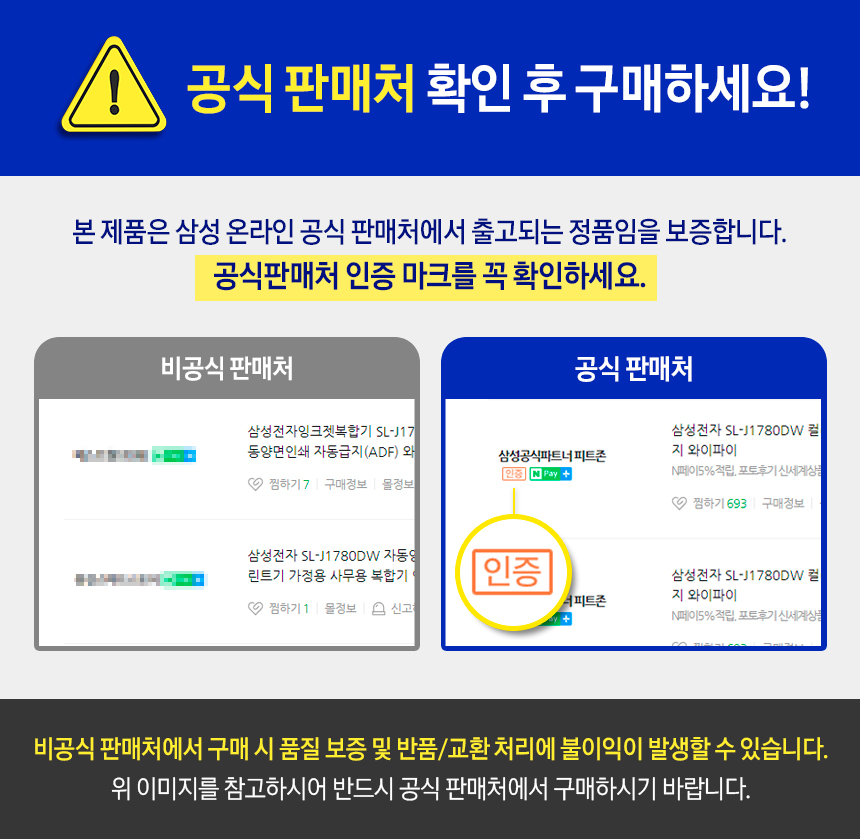 공식 판매처 확인 후 구매하세요!
본 제품은 삼성 온라인 공식 판매처에서 출고되는 정품임을 보증합니다.
공식판매처 인증 마크를 꼭 확인하세요.
비공식 판매처
삼성전자잉크젯복합기 SL-J17
동양면인쇄 자동급지(ADF) 와
찜하기 7 구매정보 몰정보
삼성전자 SL-J1780DW 자동양
린트기 가정용 사무용 복합기
찜하기 1 몰정보 신고
공식 판매처
삼성공식파트너 피트존
인증 N Pay +
삼성전자 SL-J1780DW 컬
지 와이파이
N페이5%적립, 포토후기 신세계상품
찜하기 693 구매정보
인증
터 피트존
Pay +
삼성전자 SL-J1780DW 컬
지 와이파이
N페이5%적립, 포토후기 신세계상품
찜하기 693 구매정보
비공식 판매처에서 구매 시 품질 보증 및 반품/교환 처리에 불이익이 발생할 수 있습니다.
위 이미지를 참고하시어 반드시 공식 판매처에서 구매하시기 바랍니다.